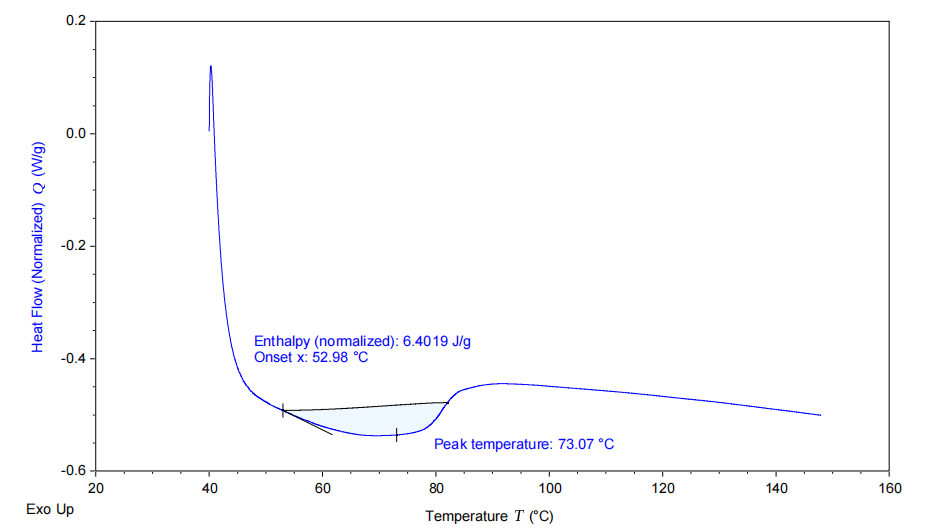 0.2
0.0
-0.2
-0.4
-0.6
Heat Flow (Normalized) Q (W/g)
Enthalpy (normalized): 6.4019 J/g
Onset x: 52.98 °C
Peak temperature: 73.07 °C
20 40 60 80 100 120 140 160
Exo Up
Temperature T (°C)